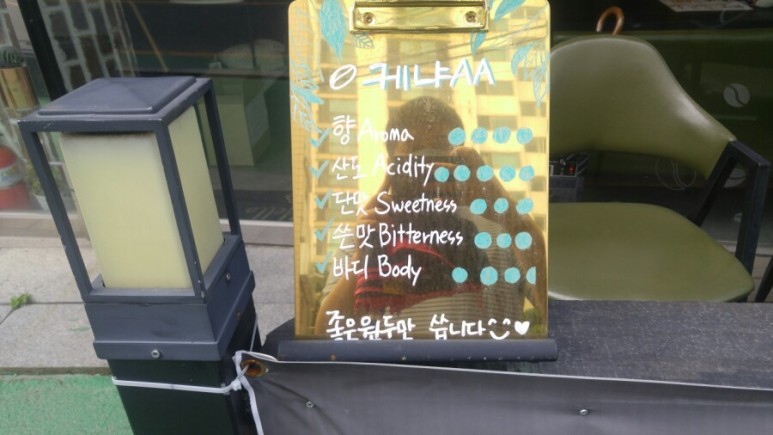 케냐AA
향 Aroma
산도 Acidity
단맛 Sweetness
쓴맛 Bitterness
바디 Body
좋은원두만 씁니다